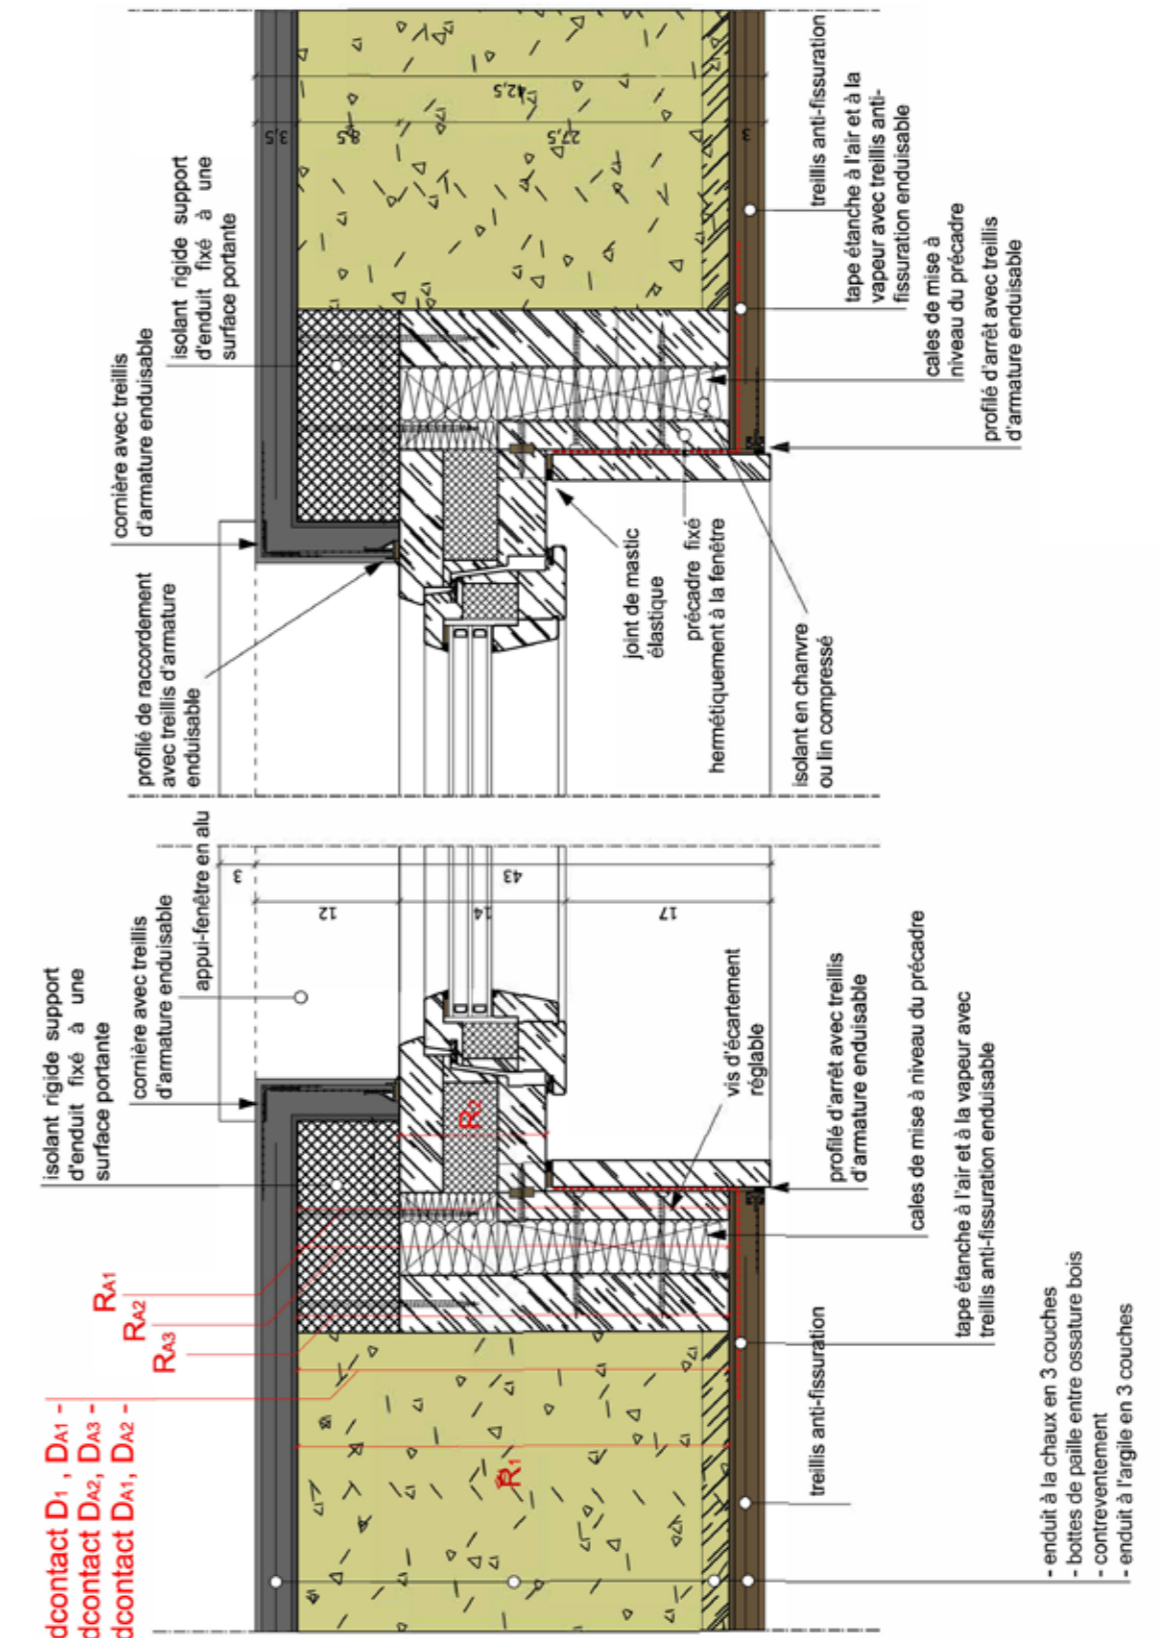 dcontact D1 , DA1 -
dcontact DA2, DA3 -
dcontact DA1, DA2 -
RA1
RA2
RA3
R1
R2
isolant rigide support
d'enduit fixé à une
surface portante
cornière avec treillis
d'armature enduisable
appui-fenêtre en alu
3
43
12
14
17
vis d'écartement
réglable
profilé d'arrêt avec treillis
d'armature enduisable
cales de mise à niveau du précadre
tape étanche à l'air et à la vapeur avec
treillis anti-fissuration enduisable
treillis anti-fissuration
- enduit à la chaux en 3 couches
- bottes de paille entre ossature bois
- contreventement
- enduit à l'argile en 3 couches
profilé de raccordement
avec treillis d'armature
enduisable
cornière avec treillis
d'armature enduisable
isolant rigide support
d'enduit fixé à une
surface portante
42,5
3,5
8,5
27,5
3
joint de mastic
élastique
précadre fixé
hermétiquement à la fenêtre
isolant en chanvre
ou lin compressé
treillis anti-fissuration
tape étanche à l'air et à la
vapeur avec treillis anti-
fissuration enduisable
cales de mise à
niveau du précadre
profilé d'arrêt avec treillis
d'armature enduisable